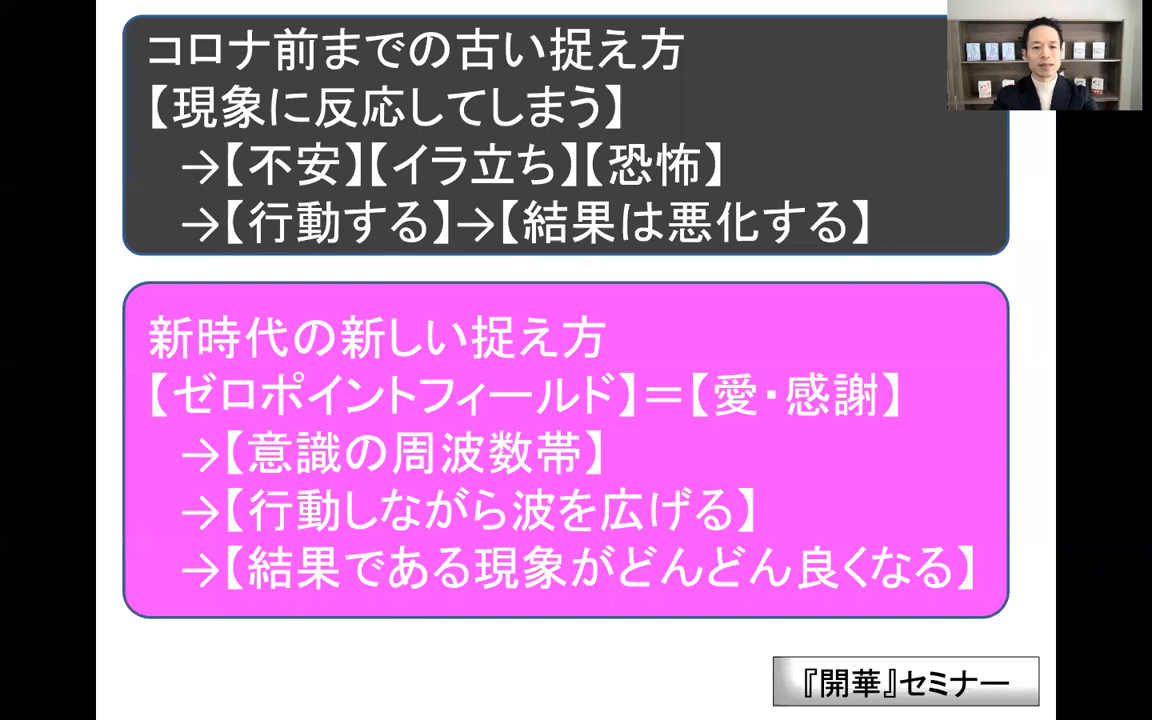 コロナ前までの古い捉え方
【現象に反応してしまう】
→【不安】【イラ立ち】【恐怖】
→【行動する】→【結果は悪化する】
新時代の新しい捉え方
【ゼロポイントフィールド】＝【愛・感謝】
→【意識の周波数帯】
→【行動しながら波を広げる】
→【結果である現象がどんどん良くなる】
『開華』セミナー